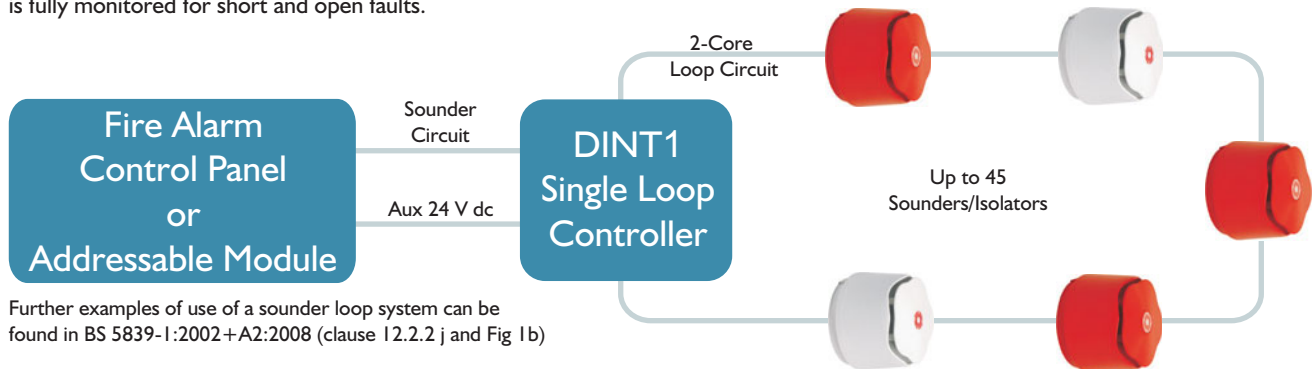 is fully monitored for short and open faults.
2-Core
Loop Circuit
Fire Alarm
Control Panel
or
Addressable Module
Sounder
Circuit
Aux 24 V dc
DINT1
Single Loop
Controller
Up to 45
Sounders/Isolators
Further examples of use of a sounder loop system can be
found in BS 5839-1:2002+A2:2008 (clause 12.2.2 j and Fig 1b)